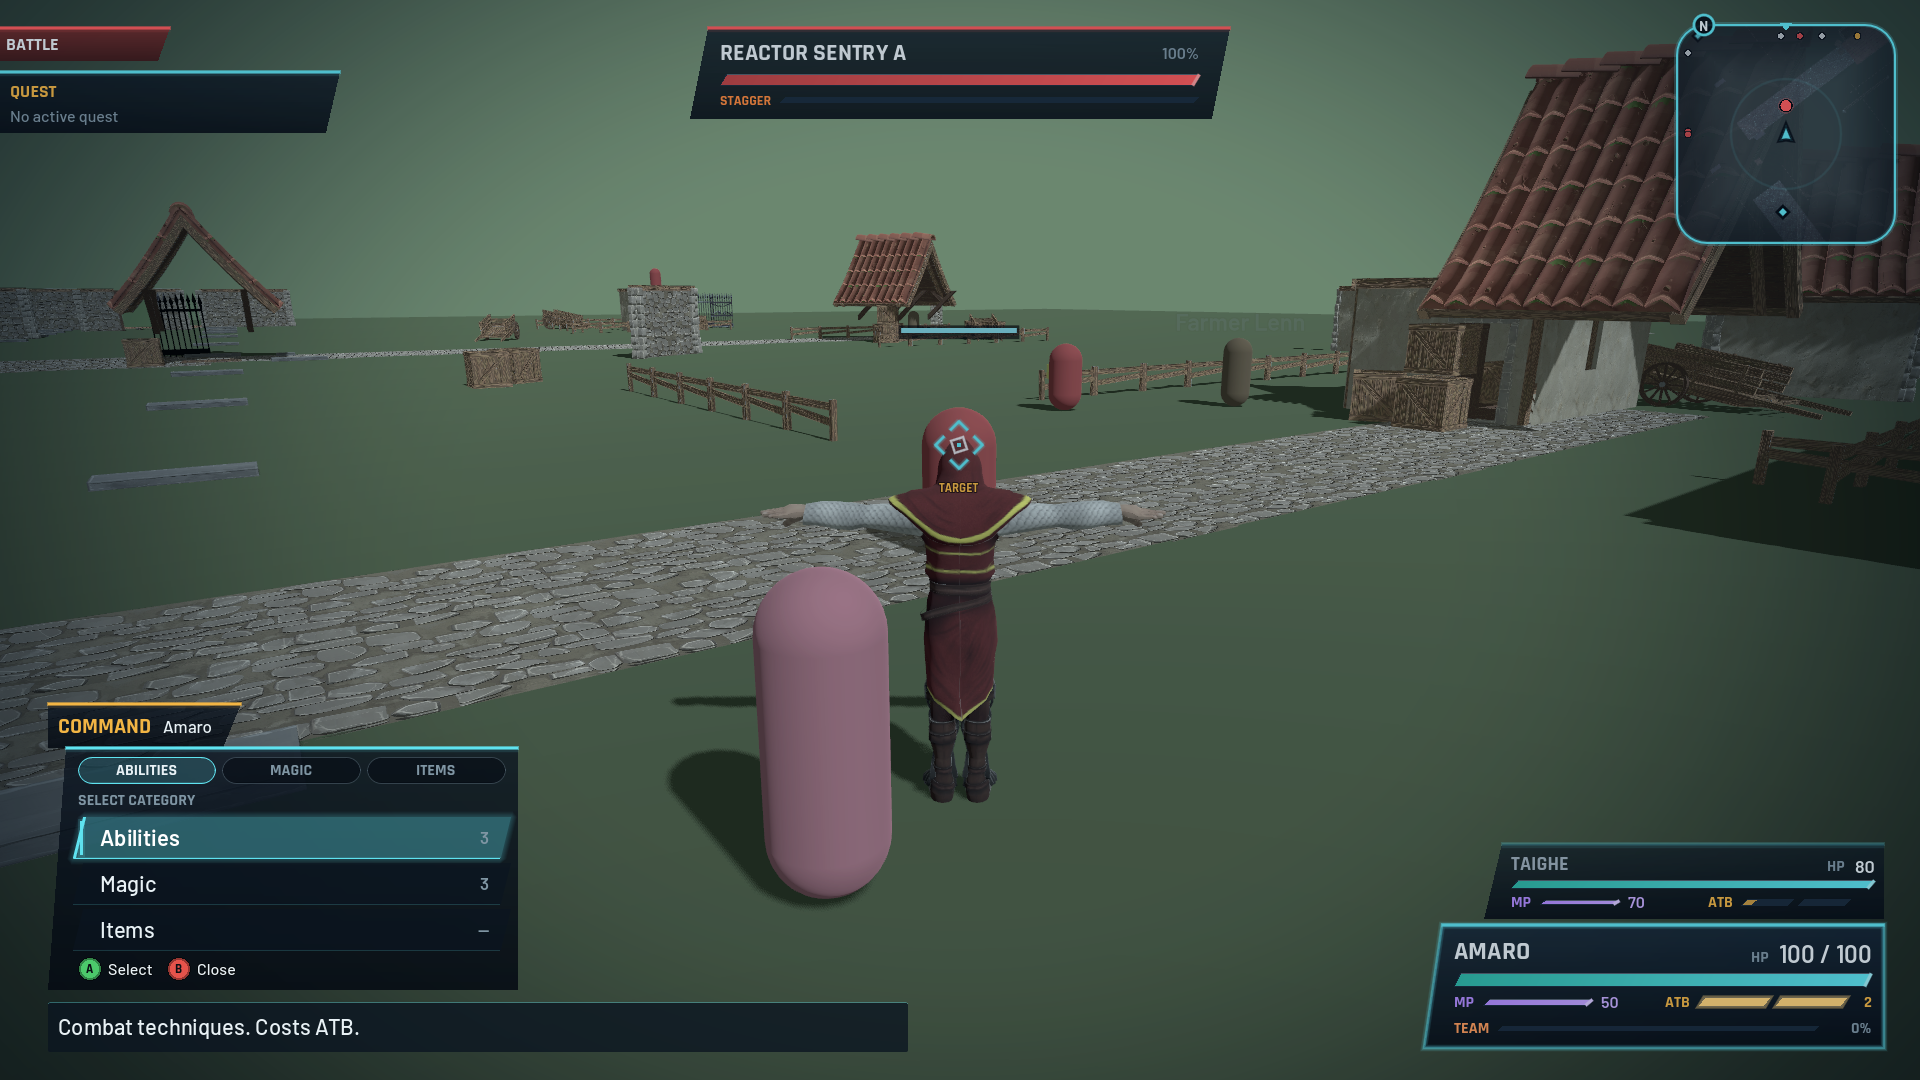 BATTLE
QUEST
No active quest
REACTOR SENTRY A 100%
STAGGER
N
Farmer Lenn
TARGET
COMMAND Amaro
ABILITIES MAGIC ITEMS
SELECT CATEGORY
Abilities 3
Magic 3
Items –
A Select B Close
Combat techniques. Costs ATB.
TAIGHE HP 80
MP 70 ATB
AMARO HP 100 / 100
MP 50 ATB 2
TEAM 0%